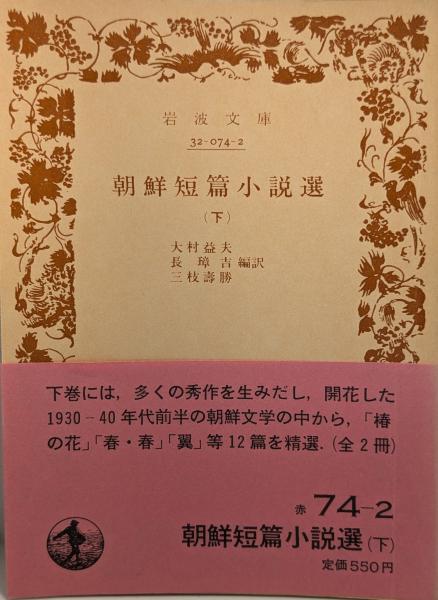 岩波文庫
32-074-2
朝鮮短篇小説選
(下)
大村益夫
長璋吉 編訳
三枝壽勝
下巻には，多くの秀作を生みだし，開花した
1930-40年代前半の朝鮮文学の中から，「椿
の花」「春・春」「翼」等12篇を精選．(全2冊)
赤 74-2
朝鮮短篇小説選(下)
定価550円